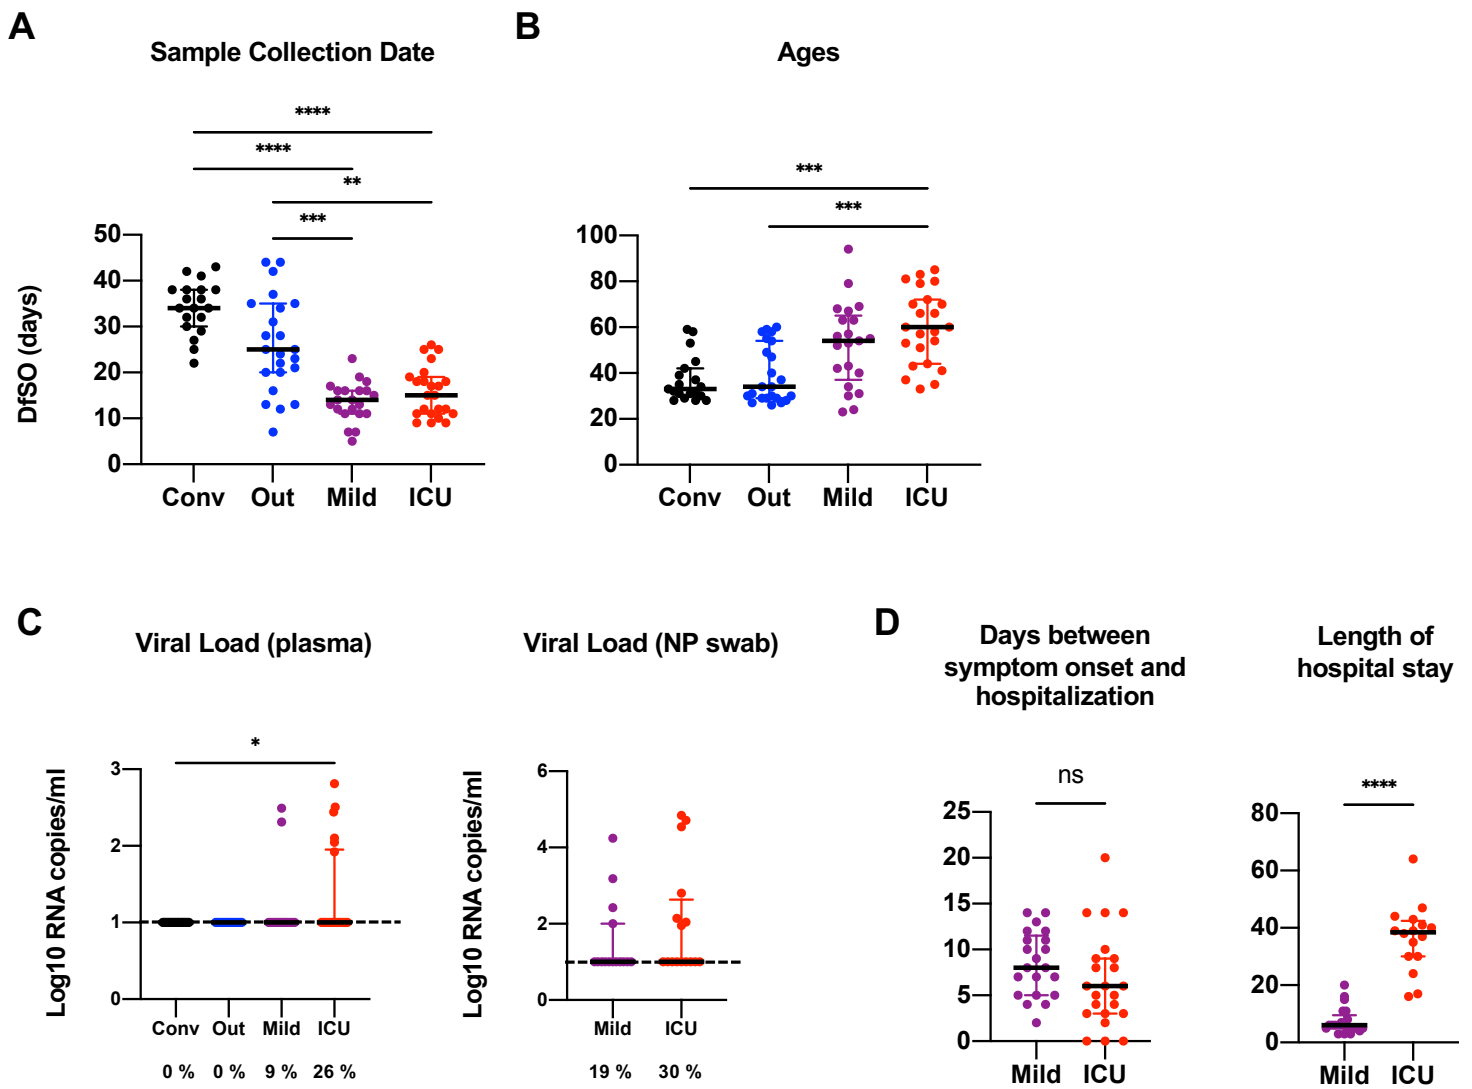 A
Sample Collection Date
****
****
**
***
DfSO (days)
50
40
30
20
10
0
Conv Out Mild ICU
B
Ages
***
***
100
80
60
40
20
0
Conv Out Mild ICU
C
Viral Load (plasma)
*
Log10 RNA copies/ml
3
2
1
0
Conv Out Mild ICU
0 % 0 % 9 % 26 %
Viral Load (NP swab)
Log10 RNA copies/ml
6
4
2
0
Mild ICU
19 % 30 %
D
Days between
symptom onset and
hospitalization
ns
25
20
15
10
5
0
Mild ICU
Length of
hospital stay
****
80
60
40
20
0
Mild ICU